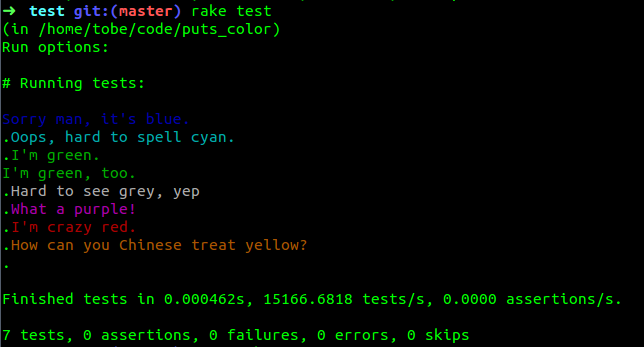 ➜  test git:(master) rake test
(in /home/tobe/code/puts_color)
Run options:
# Running tests:
Sorry man, it's blue.
.Oops, hard to spell cyan.
.I'm green.
I'm green, too.
.Hard to see grey, yep
.What a purple!
.I'm crazy red.
.How can you Chinese treat yellow?
.
Finished tests in 0.000462s, 15166.6818 tests/s, 0.0000 assertions/s.
7 tests, 0 assertions, 0 failures, 0 errors, 0 skips